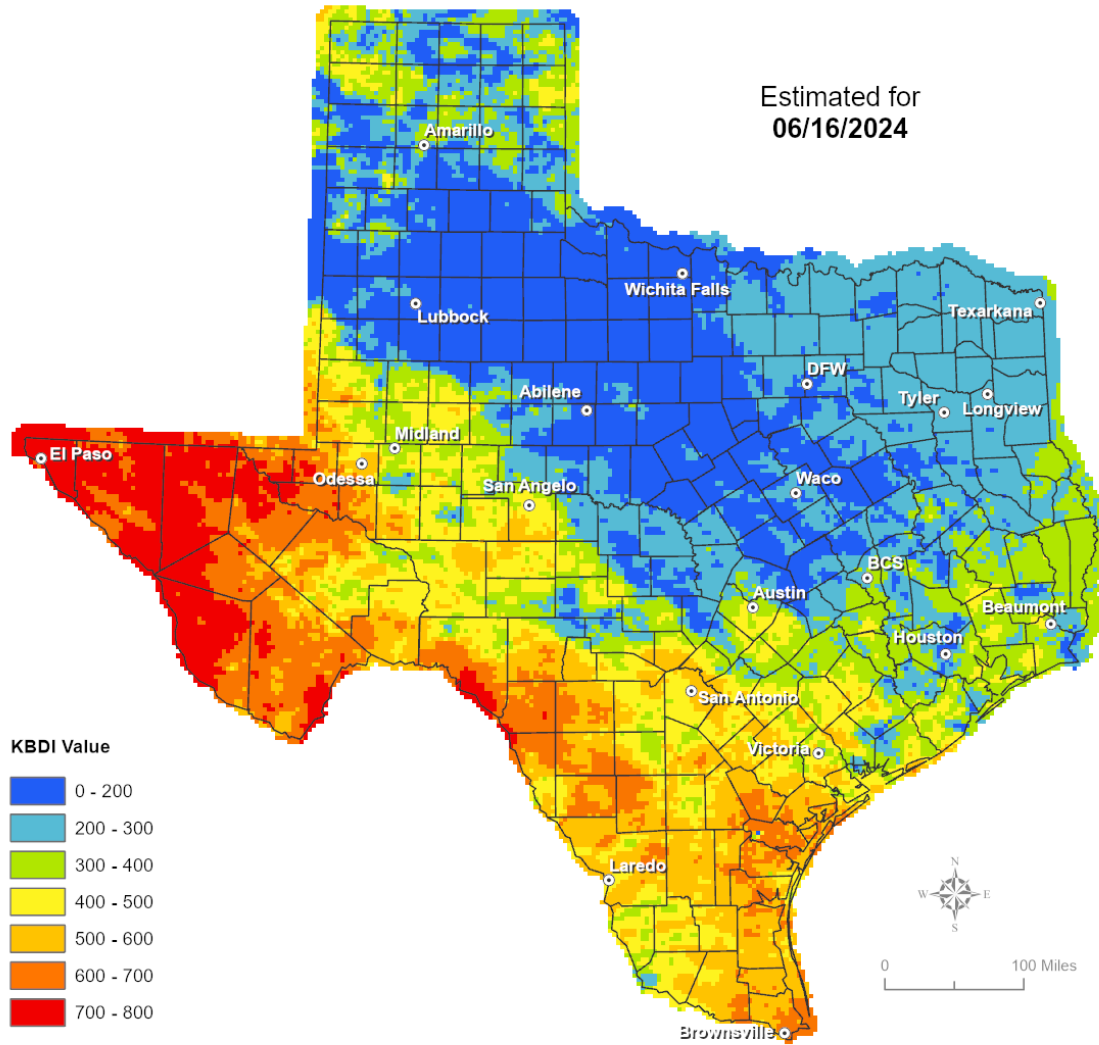 Estimated for
06/16/2024
Amarillo
Wichita Falls
Lubbock
Texarkana
DFW
Abilene
Tyler
Longview
Midland
El Paso
Odessa
San Angelo
Waco
BCS
Austin
Beaumont
Houston
San Antonio
Victoria
Laredo
Brownsville
KBDI Value
0 - 200
200 - 300
300 - 400
400 - 500
500 - 600
600 - 700
700 - 800
N
W E
S
0 100 Miles